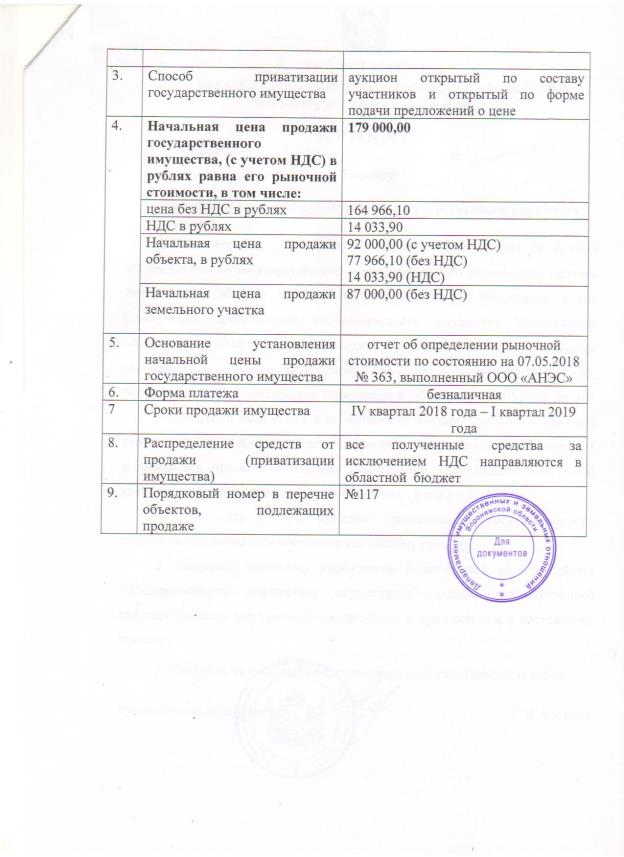 3. Способ приватизации аукцион открытый по составу
государственного имущества участников и открытый по форме
подачи предложений о цене
4. Начальная цена продажи 179 000,00
государственного
имущества, (с учетом НДС) в
рублях равна его рыночной
стоимости, в том числе:
цена без НДС в рублях 164 966,10
НДС в рублях 14 033,90
Начальная цена продажи 92 000,00 (с учетом НДС)
объекта, в рублях 77 966,10 (без НДС)
14 033,90 (НДС)
Начальная цена продажи 87 000,00 (без НДС)
земельного участка
5. Основание установления отчет об определении рыночной
начальной цены продажи стоимости по состоянию на 07.05.2018
государственного имущества № 363, выполненный ООО «АНЭС»
6. Форма платежа безналичная
7 Сроки продажи имущества IV квартал 2018 года – I квартал 2019
года
8. Распределение средств от все полученные средства за
продажи (приватизации исключением НДС направляются в
имущества) областной бюджет
9. Порядковый номер в перечне №117
объектов, подлежащих
продаже
Департамент имущественных и земельных отношений
Воронежской области
Для
документов